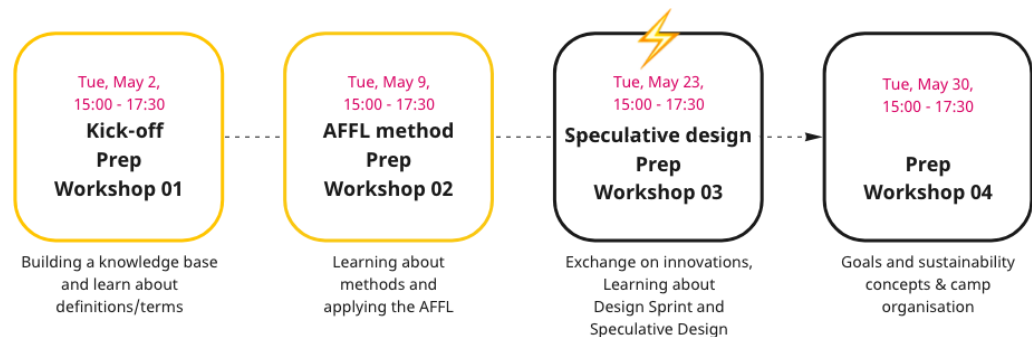 Tue, May 2,
15:00 - 17:30
Kick-off
Prep
Workshop 01
Building a knowledge base
and learn about
definitions/terms
Tue, May 9,
15:00 - 17:30
AFFL method
Prep
Workshop 02
Learning about
methods and
applying the AFFL
Tue, May 23,
15:00 - 17:30
Speculative design
Prep
Workshop 03
Exchange on innovations,
Learning about
Design Sprint and
Speculative Design
Tue, May 30,
15:00 - 17:30
Prep
Workshop 04
Goals and sustainability
concepts & camp
organisation